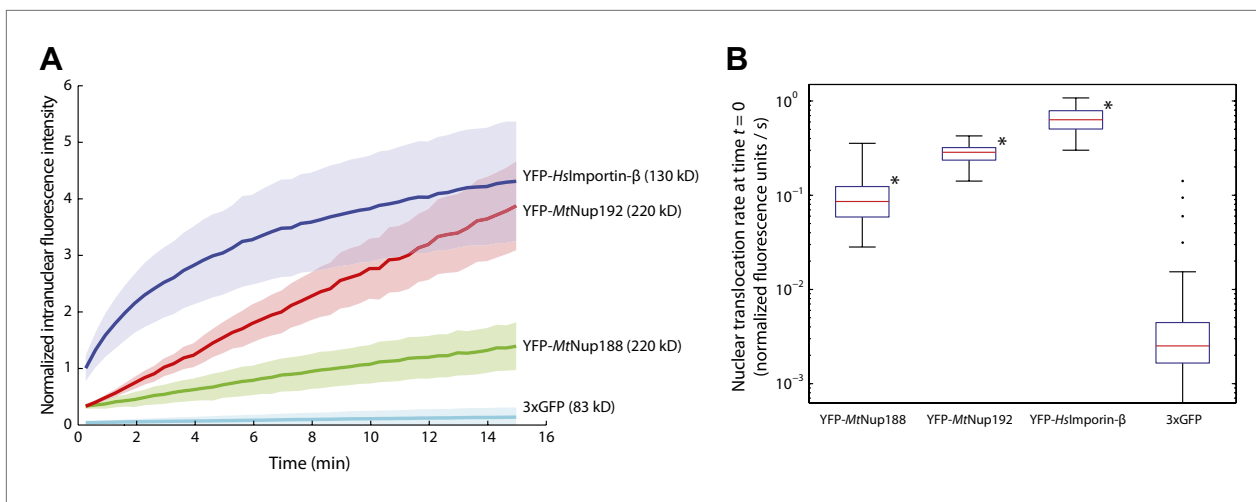 A
Normalized intranuclear fluorescence intensity
6
5
4
3
2
1
0
0
2
4
6
8
10
12
14
16
Time (min)
YFP-HsImportin-β (130 kD)
YFP-MtNup192 (220 kD)
YFP-MtNup188 (220 kD)
3xGFP (83 kD)
B
Nuclear translocation rate at time t = 0
(normalized fluorescence units / s)
10⁰
10⁻¹
10⁻²
10⁻³
*
*
*
YFP-MtNup188
YFP-MtNup192
YFP-HsImporin-β
3xGFP